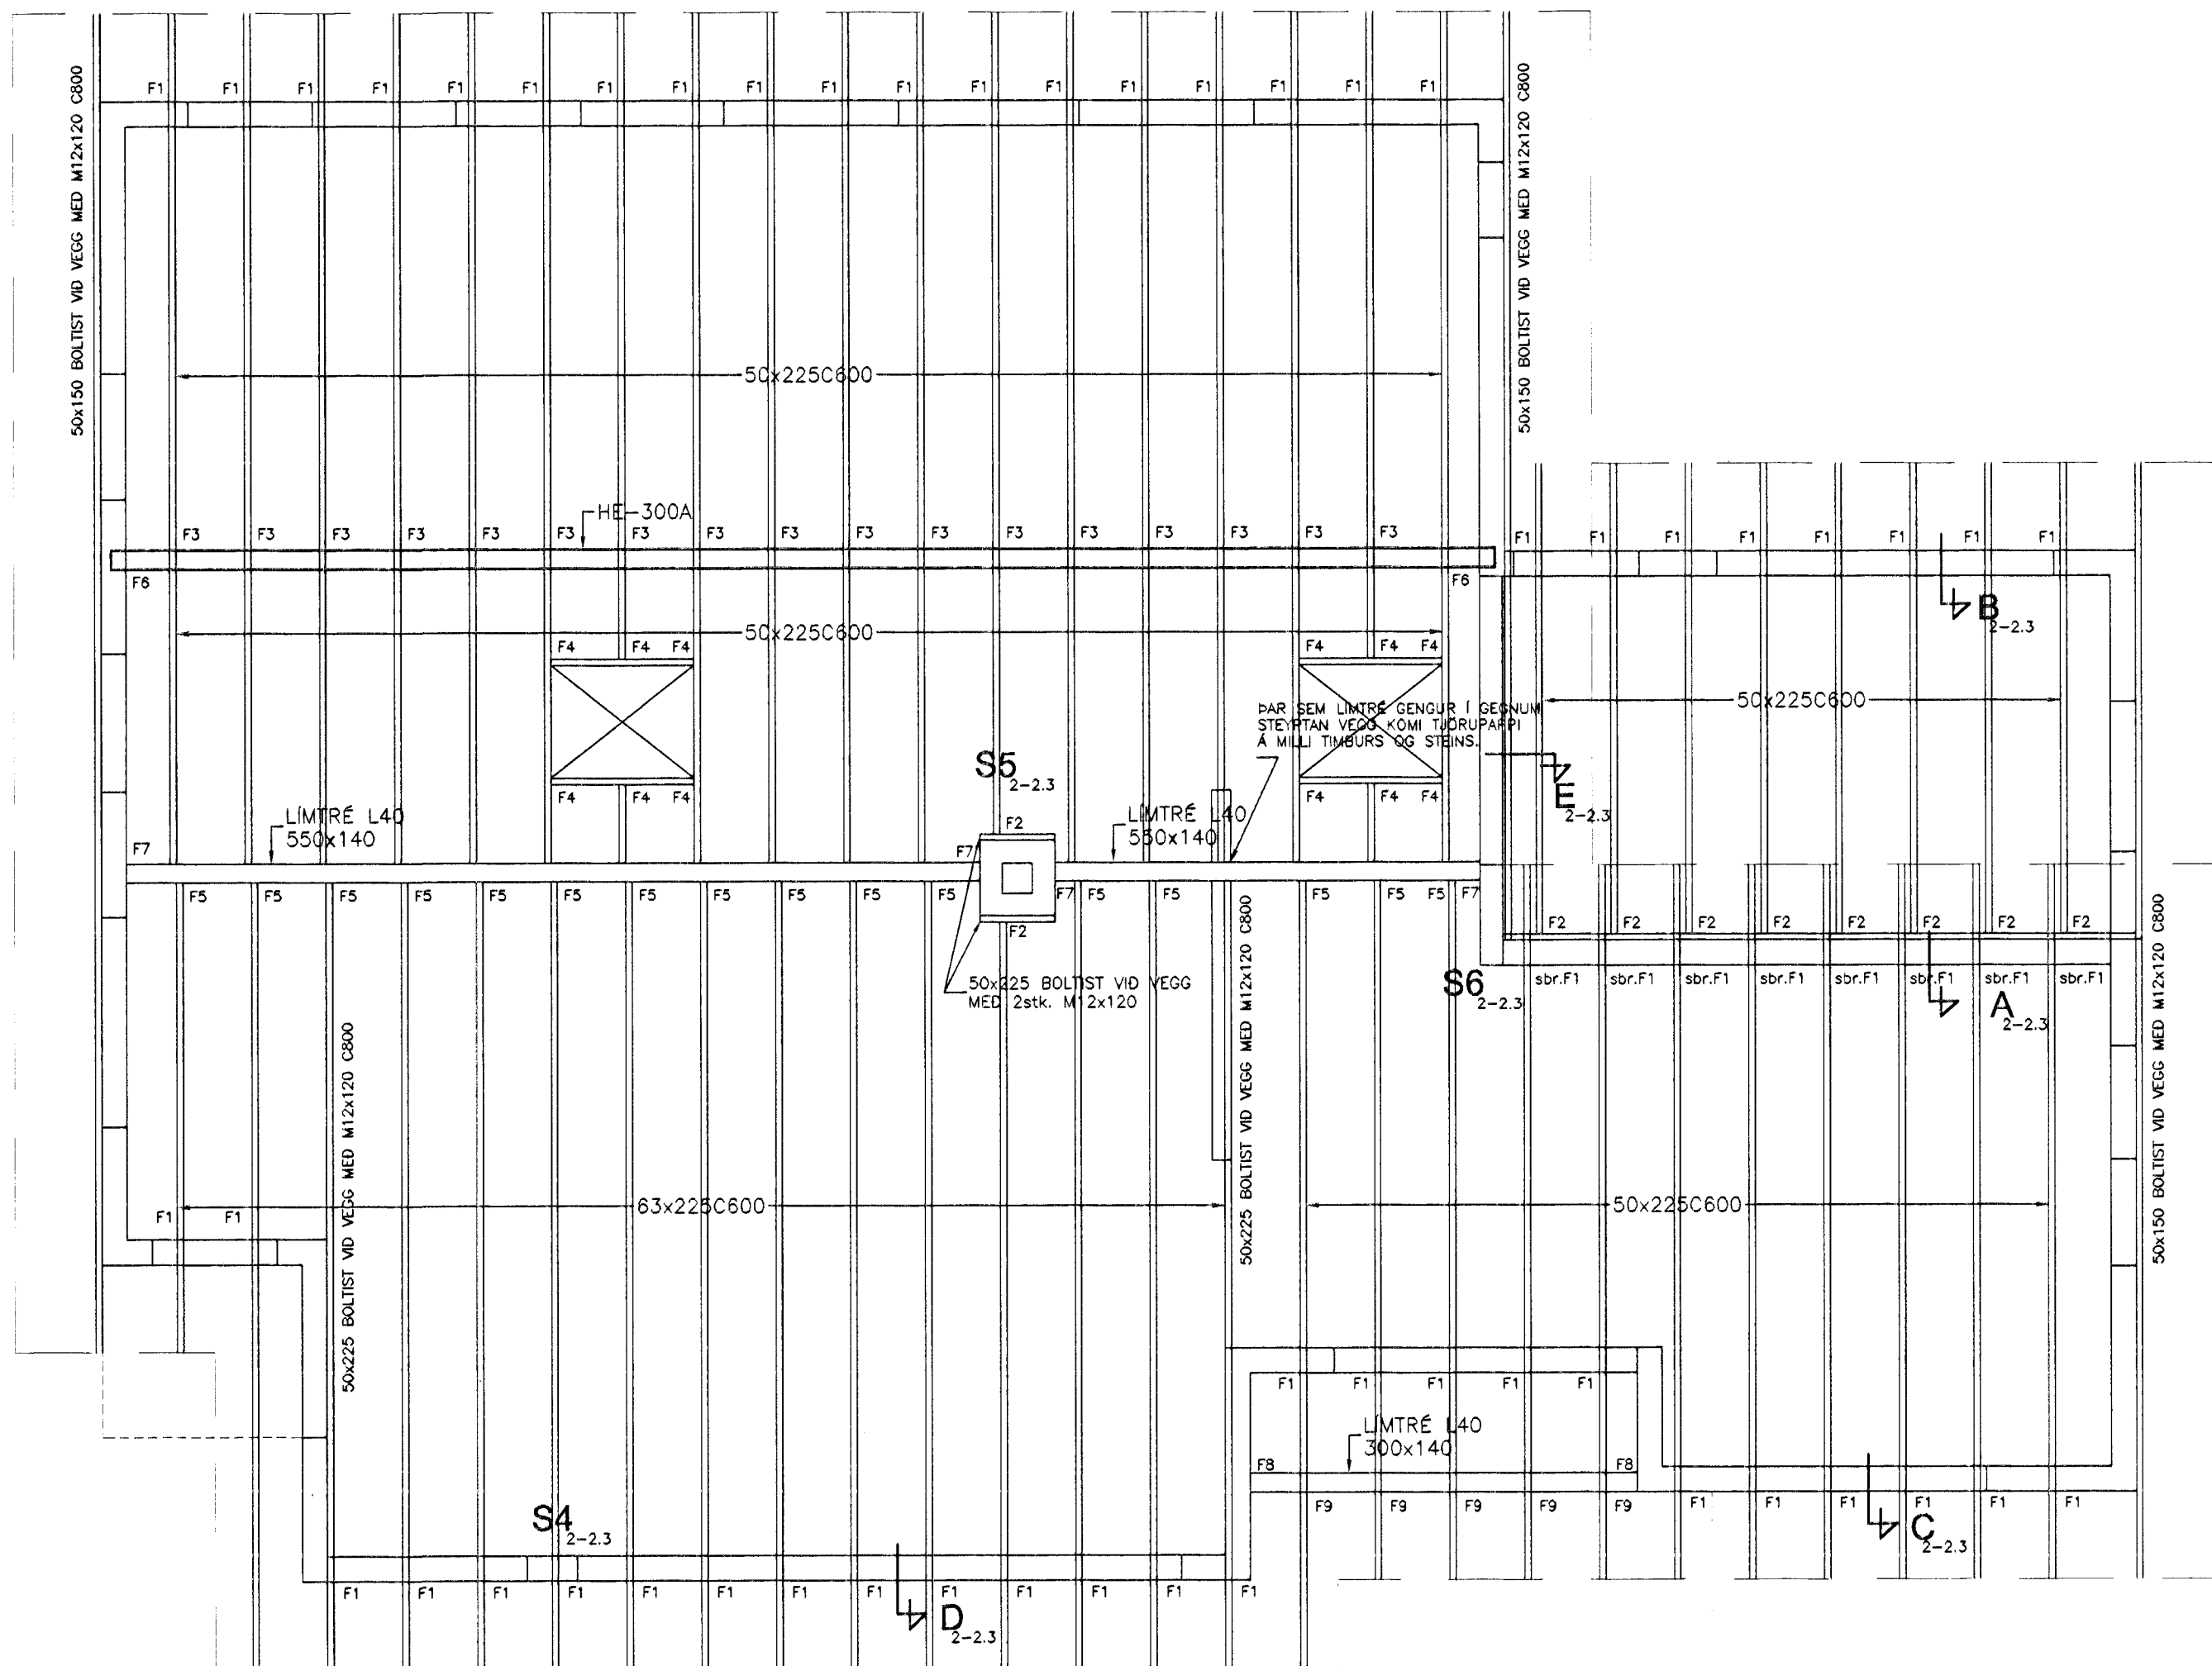 50x150 BOLTIST VIÐ VEGG MEÐ M12x120 C800
F1 F1 F1 F1 F1 F1 F1 F1 F1 F1 F1 F1 F1 F1 F1 F1 F1 F1
50x150 BOLTIST VIÐ VEGG MEÐ M12x120 C800
50x225C600
HE-300A
F3 F3 F3 F3 F3 F3 F3 F3 F3 F3 F3 F3 F3 F3 F3 F3 F3
F1 F1 F1 F1 F1 F1 F1 F1
F6 F6
B
2-2.3
50x225C600
F4 F4 F4 F4 F4 F4
50x225C600
ÞAR SEM LÍMTRÉ GENGUR Í GEGNUM
STEYPTAN VEGG KOMI TJÖRUPAPPI
Á MILLI TIMBURS OG STEINS.
S5
2-2.3
E
2-2.3
F4 F4 F4 F4 F4 F4
LÍMTRÉ L40
550x140
LÍMTRÉ L40
550x140
F2
F7 F7
F5 F5 F5 F5 F5 F5 F5 F5 F5 F5 F5 F7 F5 F5 F5 F5 F5 F7
F2
F2 F2 F2 F2 F2 F2 F2 F2
50x225 BOLTIST VIÐ VEGG
MEÐ 2stk. M12x120
50x225 BOLTIST VIÐ VEGG MEÐ M12x120 C800
S6
2-2.3
sbr.F1 sbr.F1 sbr.F1 sbr.F1 sbr.F1 sbr.F1 sbr.F1 sbr.F1
A
2-2.3
50x150 BOLTIST VIÐ VEGG MEÐ M12x120 C800
50x225 BOLTIST VIÐ VEGG MEÐ M12x120 C800
F1 F1
63x225C600
50x225C600
F1 F1 F1 F1 F1
LÍMTRÉ L40
300x140
F8 F8
F9 F9 F9 F9 F9 F1 F1 F1 F1 F1 F1
C
2-2.3
S4
2-2.3
F1 F1 F1 F1 F1 F1 F1 F1 F1 F1 F1 F1 F1
D
2-2.3